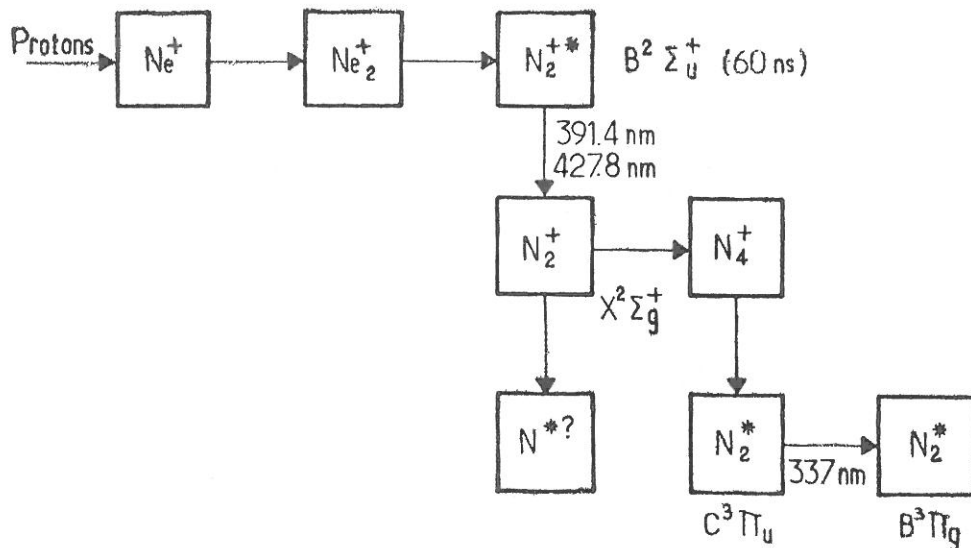 Protons
Ne⁺
Ne₂⁺
N₂⁺*
B²Σᵤ⁺ (60 ns)
391.4 nm
427.8 nm
N₂⁺
N₄⁺
X²Σg⁺
N*?
N₂*
337 nm
N₂*
C³Πᵤ
B³Πg